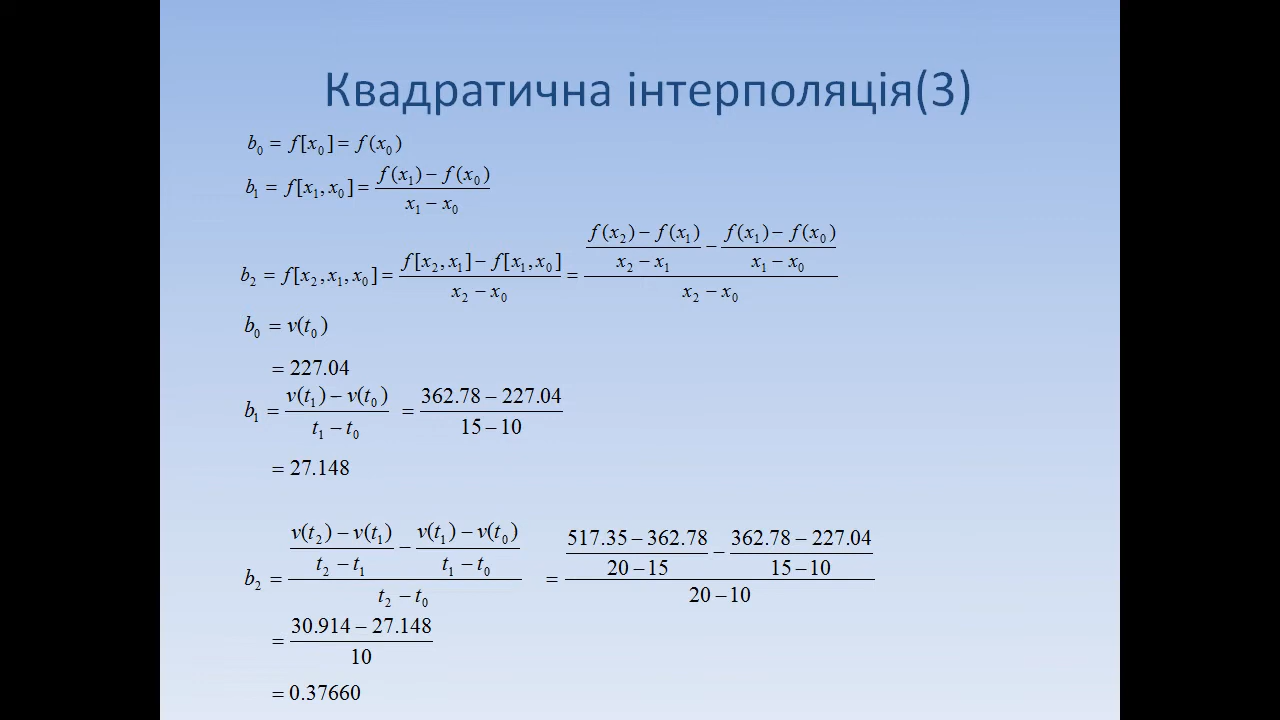 Квадратична інтерполяція(3)
b₀ = f[x₀] = f(x₀)
b₁ = f[x₁, x₀] = (f(x₁) − f(x₀)) / (x₁ − x₀)
b₂ = f[x₂, x₁, x₀] = (f[x₂, x₁] − f[x₁, x₀]) / (x₂ − x₀) = ((f(x₂) − f(x₁)) / (x₂ − x₁) − (f(x₁) − f(x₀)) / (x₁ − x₀)) / (x₂ − x₀)
b₀ = v(t₀)
= 227.04
b₁ = (v(t₁) − v(t₀)) / (t₁ − t₀) = (362.78 − 227.04) / (15 − 10)
= 27.148
b₂ = ((v(t₂) − v(t₁)) / (t₂ − t₁) − (v(t₁) − v(t₀)) / (t₁ − t₀)) / (t₂ − t₀) = ((517.35 − 362.78) / (20 − 15) − (362.78 − 227.04) / (15 − 10)) / (20 − 10)
= (30.914 − 27.148) / 10
= 0.37660